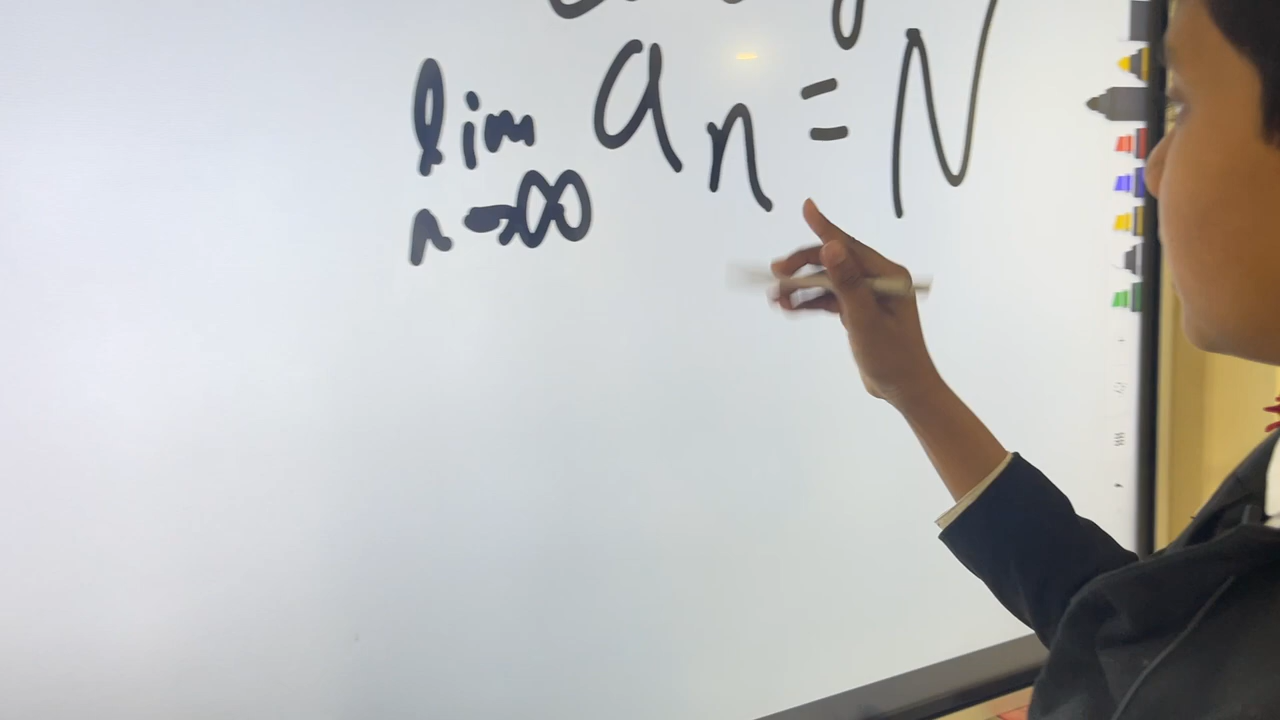 lim aₙ = N
n→∞